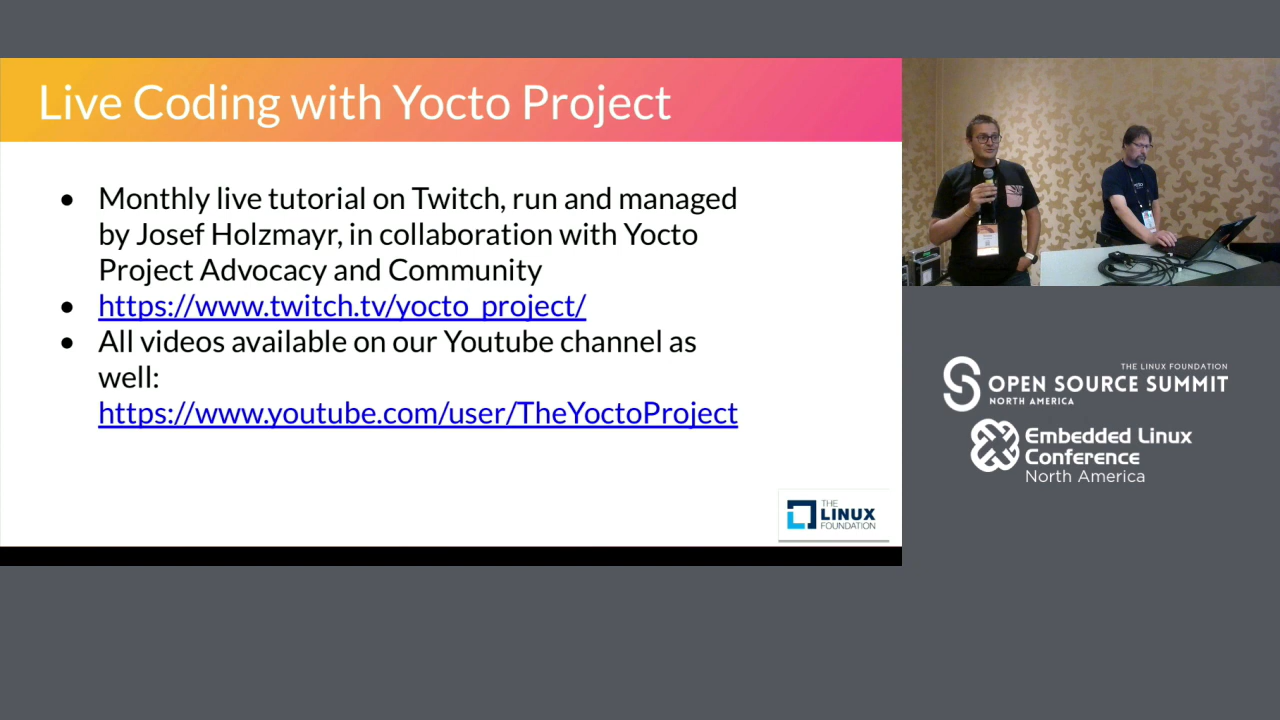 Live Coding with Yocto Project
Monthly live tutorial on Twitch, run and managed
by Josef Holzmayr, in collaboration with Yocto
Project Advocacy and Community
https://www.twitch.tv/yocto_project/
All videos available on our Youtube channel as
well:
https://www.youtube.com/user/TheYoctoProject
THE
LINUX
FOUNDATION
THE LINUX FOUNDATION
OPEN SOURCE SUMMIT
NORTH AMERICA
Embedded Linux
Conference
North America